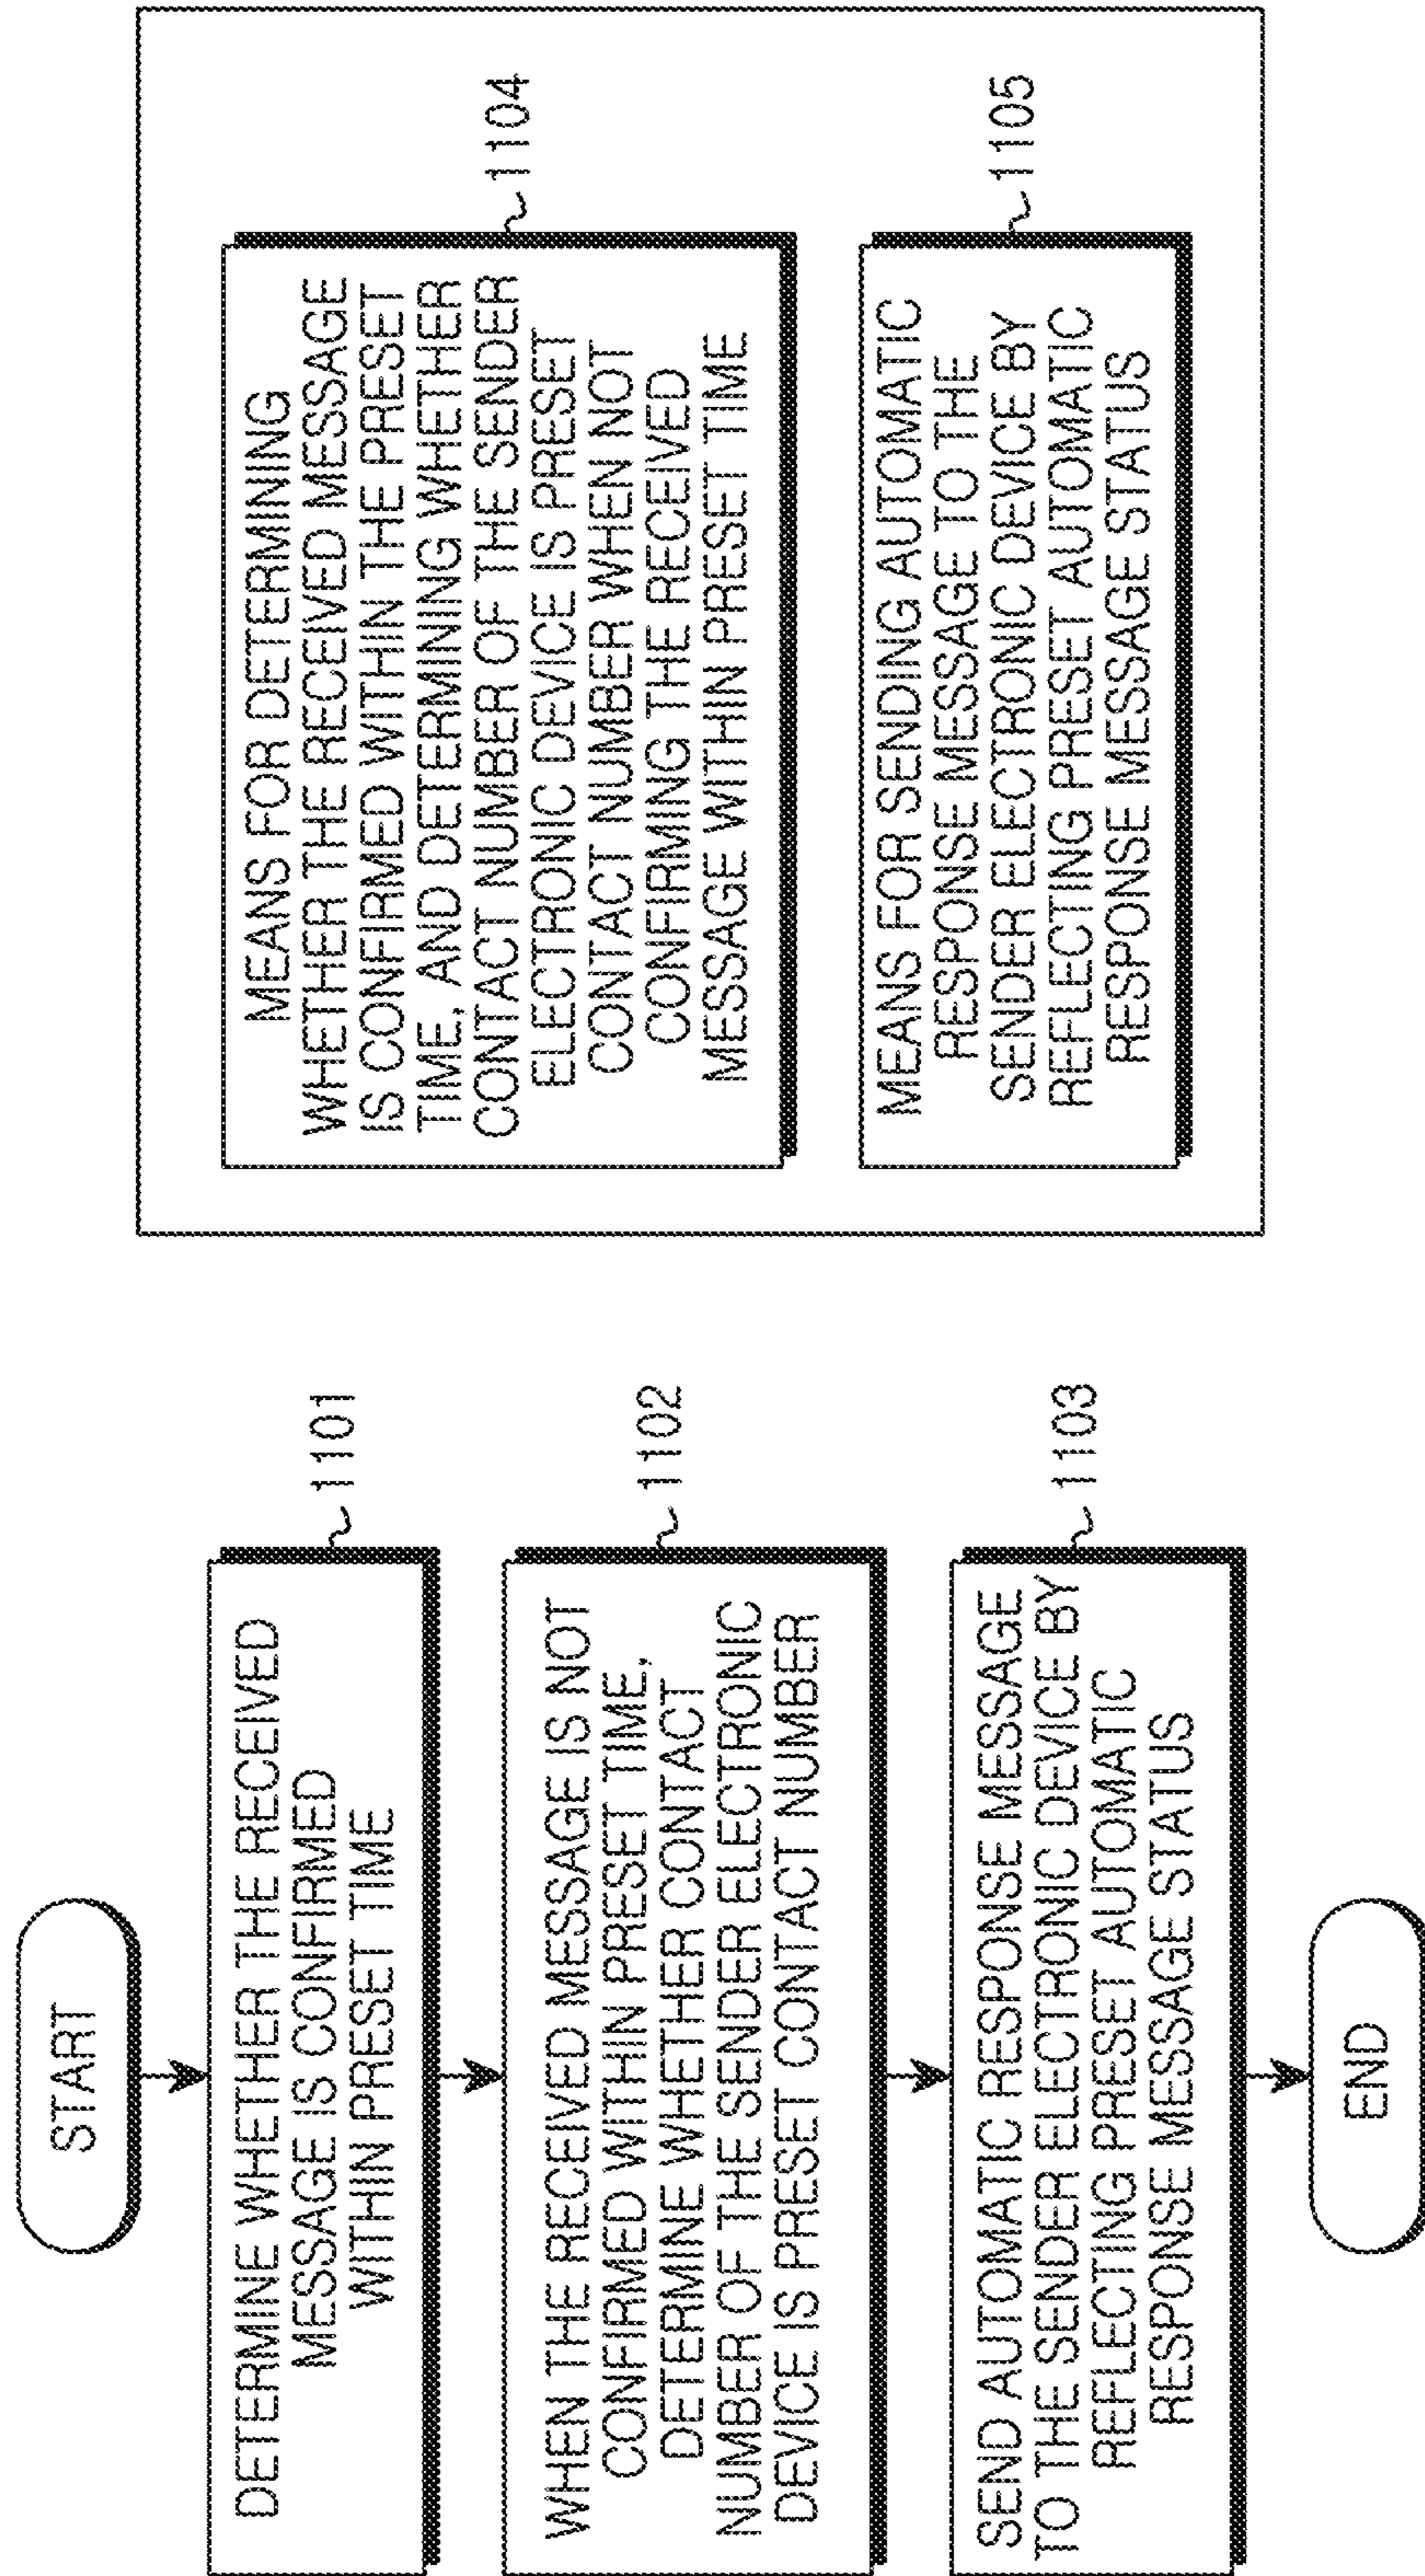 START
DETERMINE WHETHER THE RECEIVED
MESSAGE IS CONFIRMED
WITHIN PRESET TIME
1101
WHEN THE RECEIVED MESSAGE IS NOT
CONFIRMED WITHIN PRESET TIME,
DETERMINE WHETHER CONTACT
NUMBER OF THE SENDER ELECTRONIC
DEVICE IS PRESET CONTACT NUMBER
1102
SEND AUTOMATIC RESPONSE MESSAGE
TO THE SENDER ELECTRONIC DEVICE BY
REFLECTING PRESET AUTOMATIC
RESPONSE MESSAGE STATUS
1103
END
MEANS FOR DETERMINING
WHETHER THE RECEIVED MESSAGE
IS CONFIRMED WITHIN THE PRESET
TIME, AND DETERMINING WHETHER
CONTACT NUMBER OF THE SENDER
ELECTRONIC DEVICE IS PRESET
CONTACT NUMBER WHEN NOT
CONFIRMING THE RECEIVED
MESSAGE WITHIN PRESET TIME
1104
MEANS FOR SENDING AUTOMATIC
RESPONSE MESSAGE TO THE
SENDER ELECTRONIC DEVICE BY
REFLECTING PRESET AUTOMATIC
RESPONSE MESSAGE STATUS
1105